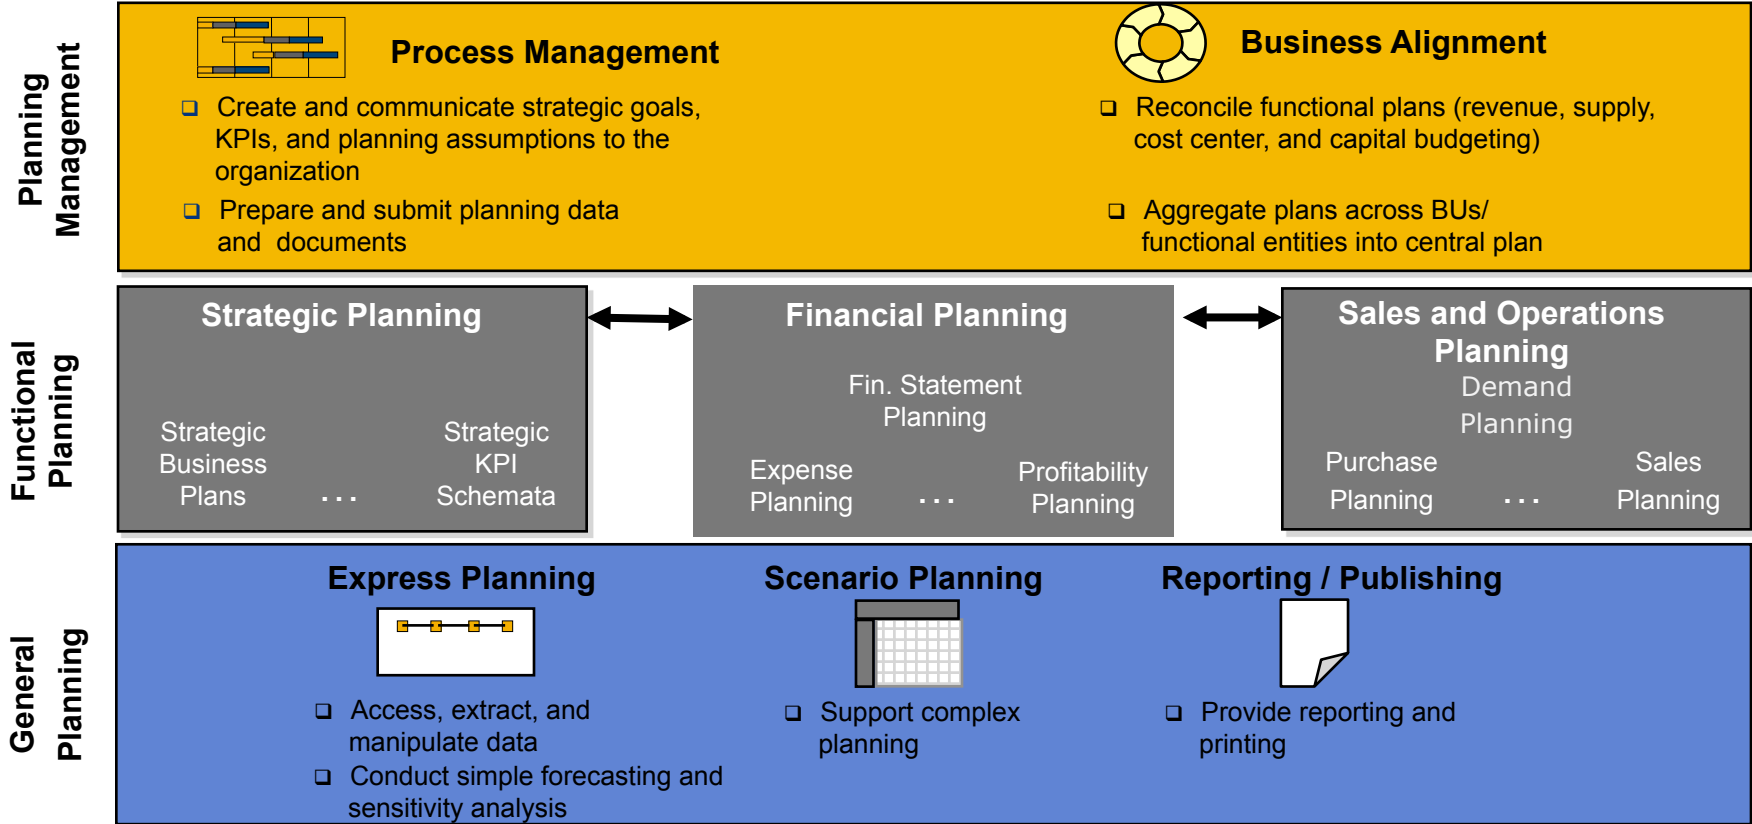 Planning
Management
Process Management
❑ Create and communicate strategic goals,
KPIs, and planning assumptions to the
organization
❑ Prepare and submit planning data
and documents
Business Alignment
❑ Reconcile functional plans (revenue, supply,
cost center, and capital budgeting)
❑ Aggregate plans across BUs/
functional entities into central plan
Functional
Planning
Strategic Planning
Strategic
Business
Plans
...
Strategic
KPI
Schemata
Financial Planning
Fin. Statement
Planning
Expense
Planning
...
Profitability
Planning
Sales and Operations
Planning
Demand
Planning
Purchase
Planning
...
Sales
Planning
General
Planning
Express Planning
❑ Access, extract, and
manipulate data
❑ Conduct simple forecasting and
sensitivity analysis
Scenario Planning
❑ Support complex
planning
Reporting / Publishing
❑ Provide reporting and
printing